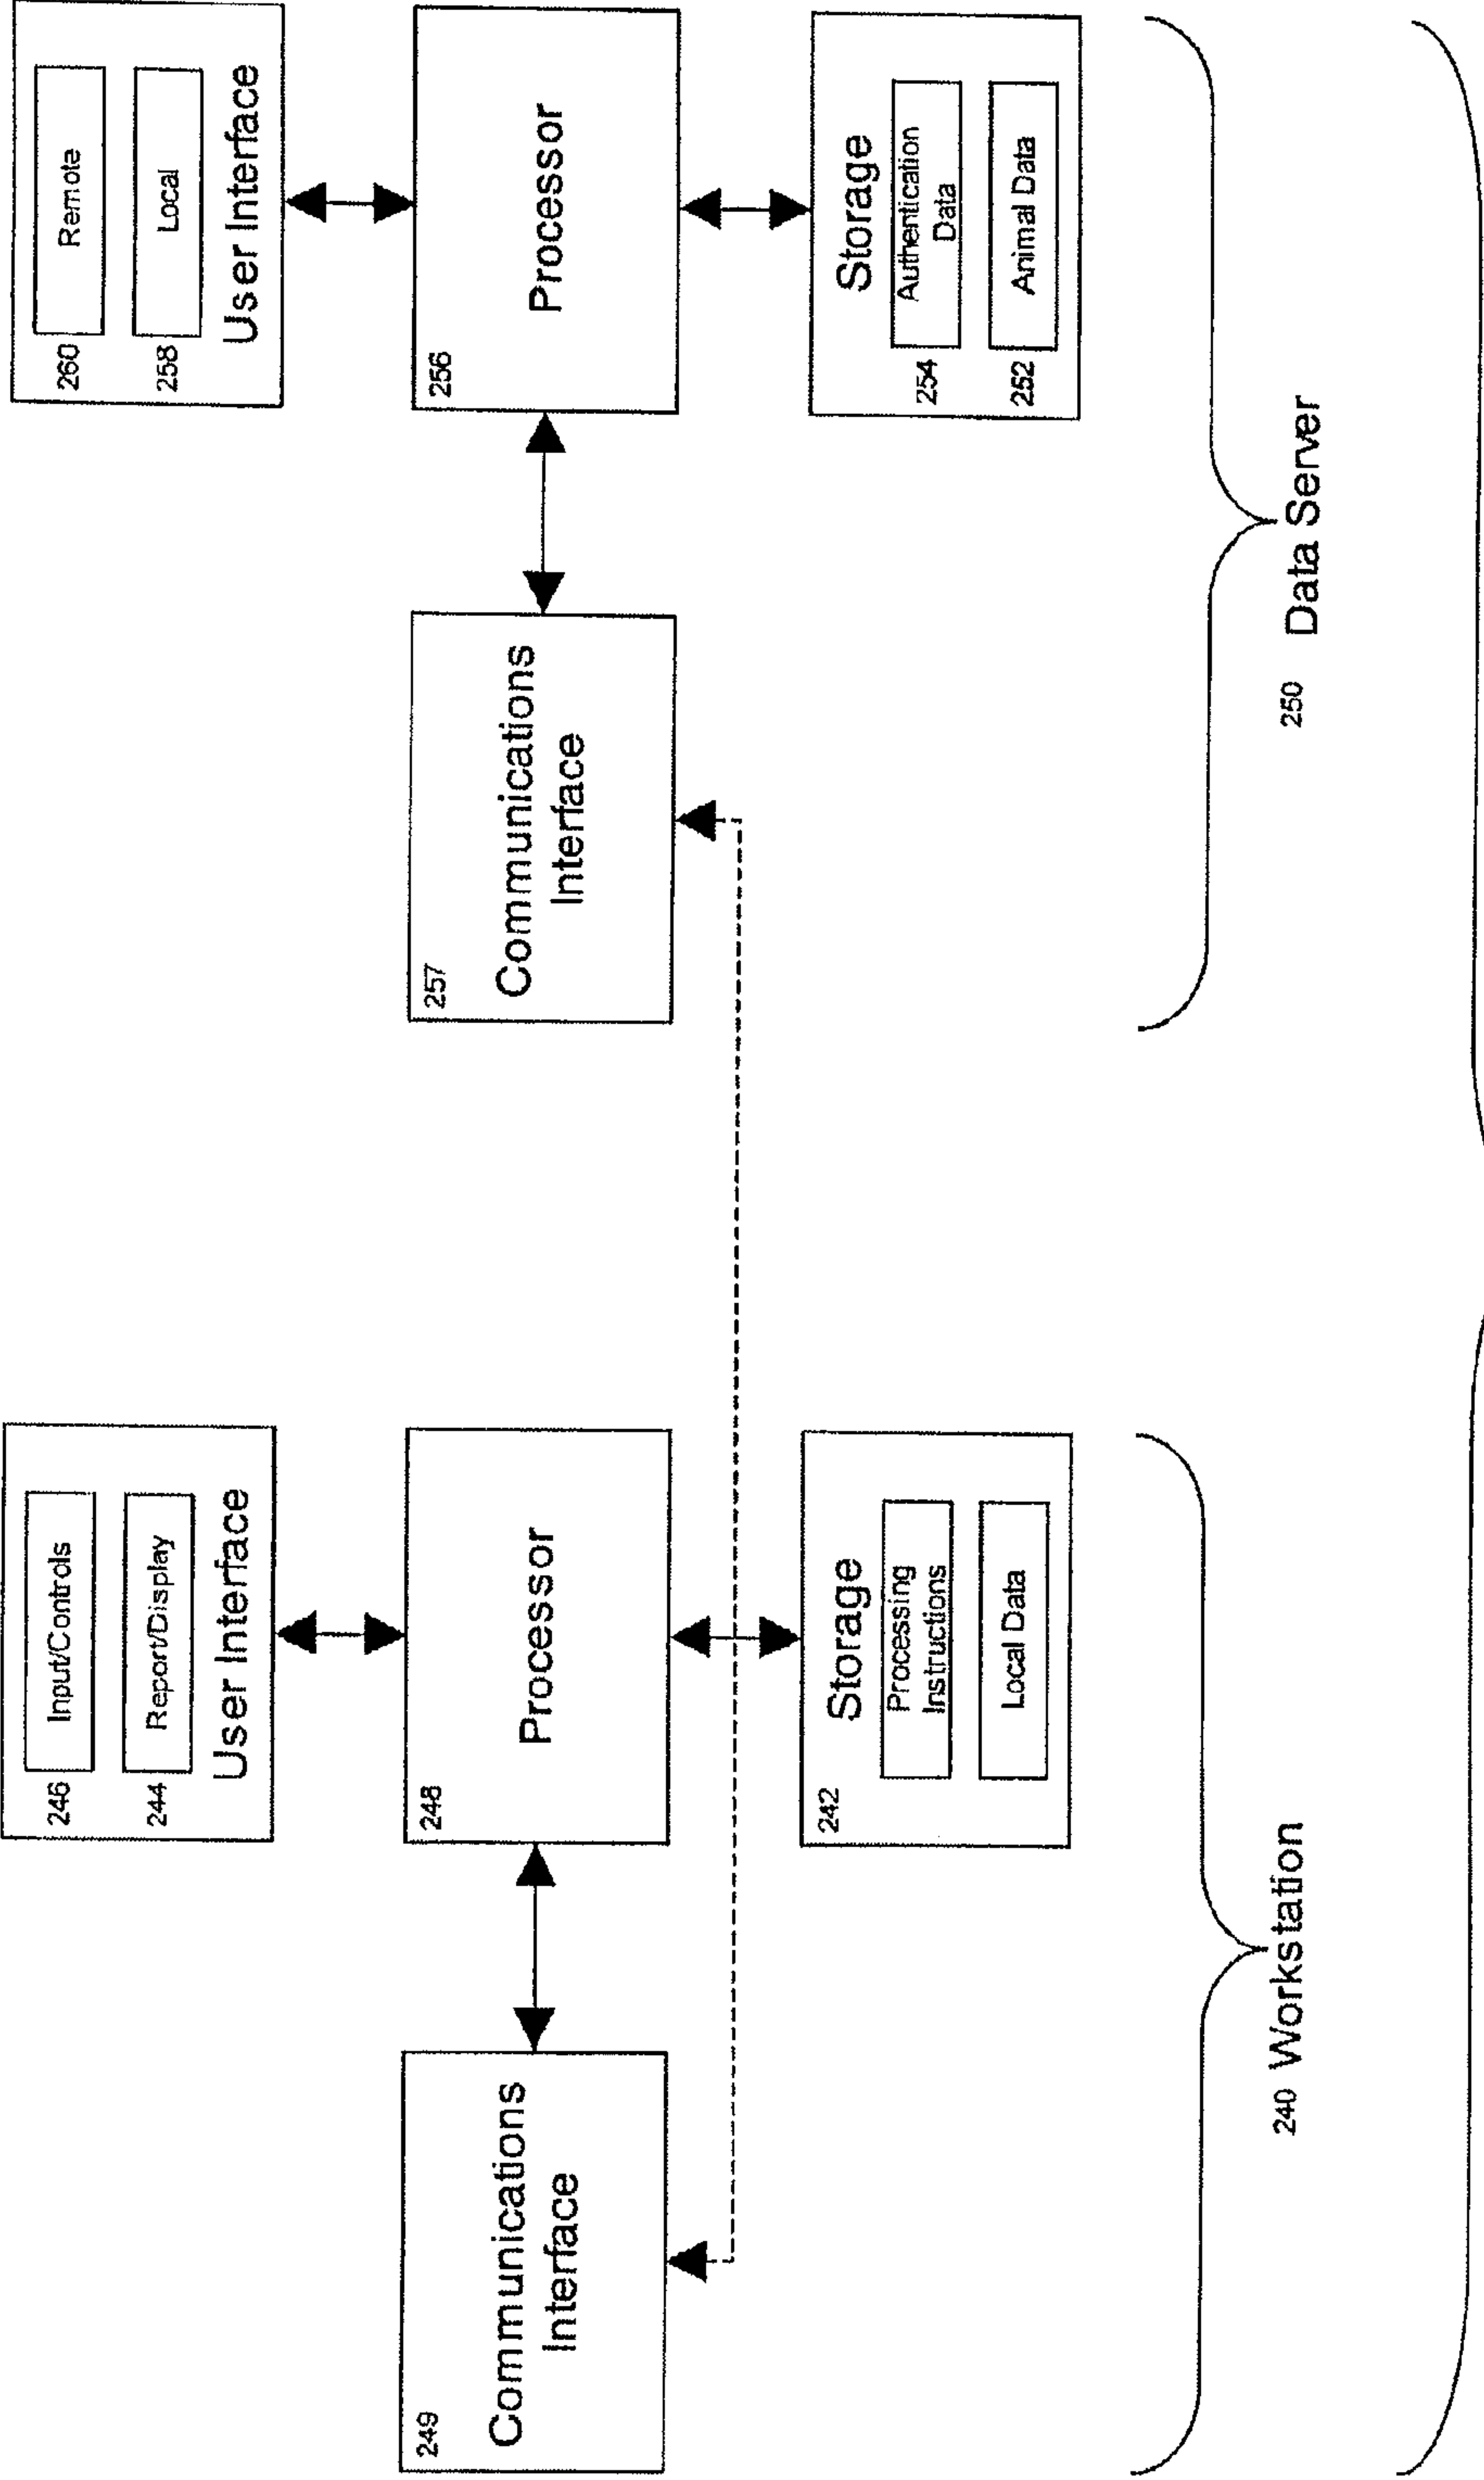 246 Input/Controls
244 Report/Display
User Interface
249
Communications
Interface
248
Processor
242
Storage
Processing
Instructions
Local Data
240 Workstation
260 Remote
258 Local
User Interface
257
Communications
Interface
256
Processor
Storage
254 Authentication
Data
252 Animal Data
250 Data Server